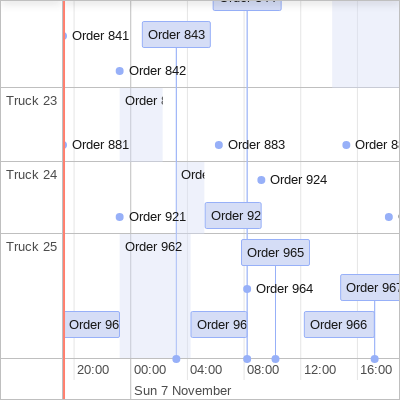 Order 841
Order 843
Order 842
Truck 23
Order
Order 881
Order 883
Order 8
Truck 24
Orde
Order 924
Order 921
Order 92
Truck 25
Order 962
Order 965
Order 964
Order 967
Order 96
Order 96
Order 966
20:00 00:00 04:00 08:00 12:00 16:00
Sun 7 November